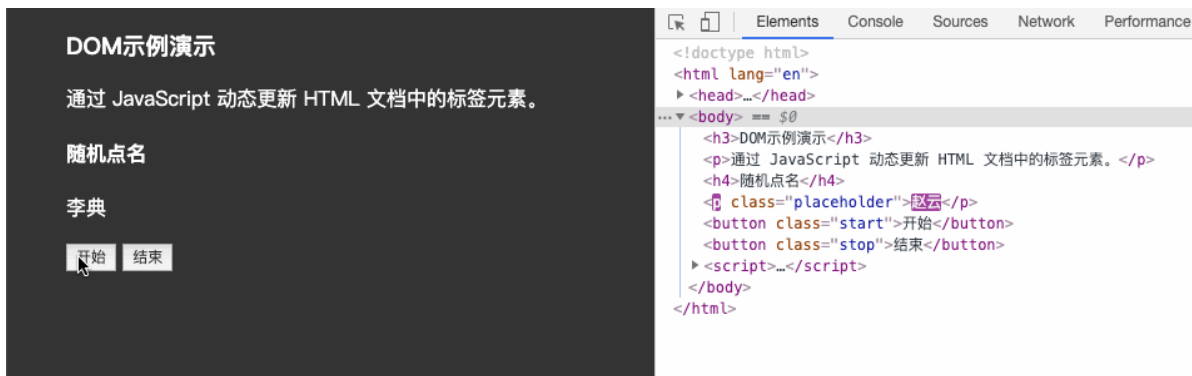 DOM示例演示
通过 JavaScript 动态更新 HTML 文档中的标签元素。
随机点名
李典
开始 结束
Elements Console Sources Network Performance
<!doctype html>
<html lang="en">
<head>…</head>
<body> == $0
<h3>DOM示例演示</h3>
<p>通过 JavaScript 动态更新 HTML 文档中的标签元素。</p>
<h4>随机点名</h4>
<p class="placeholder">赵云</p>
<button class="start">开始</button>
<button class="stop">结束</button>
<script>…</script>
</body>
</html>